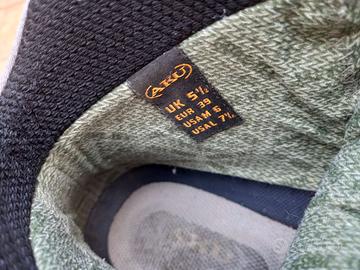 AKU
UK 5½
EUR 39
USAM 6
USAL 7½